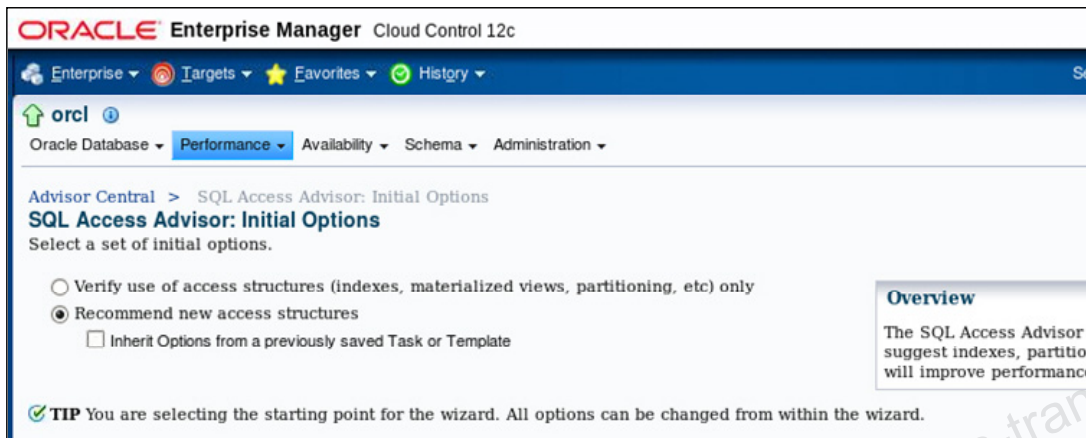 ORACLE Enterprise Manager Cloud Control 12c
Enterprise Targets Favorites History
orcl
Oracle Database Performance Availability Schema Administration
Advisor Central > SQL Access Advisor: Initial Options
SQL Access Advisor: Initial Options
Select a set of initial options.
Verify use of access structures (indexes, materialized views, partitioning, etc) only
Recommend new access structures
Inherit Options from a previously saved Task or Template
Overview
The SQL Access Advisor
suggest indexes,
will improve
TIP You are selecting the starting point for the wizard. All options can be changed from within the wizard.